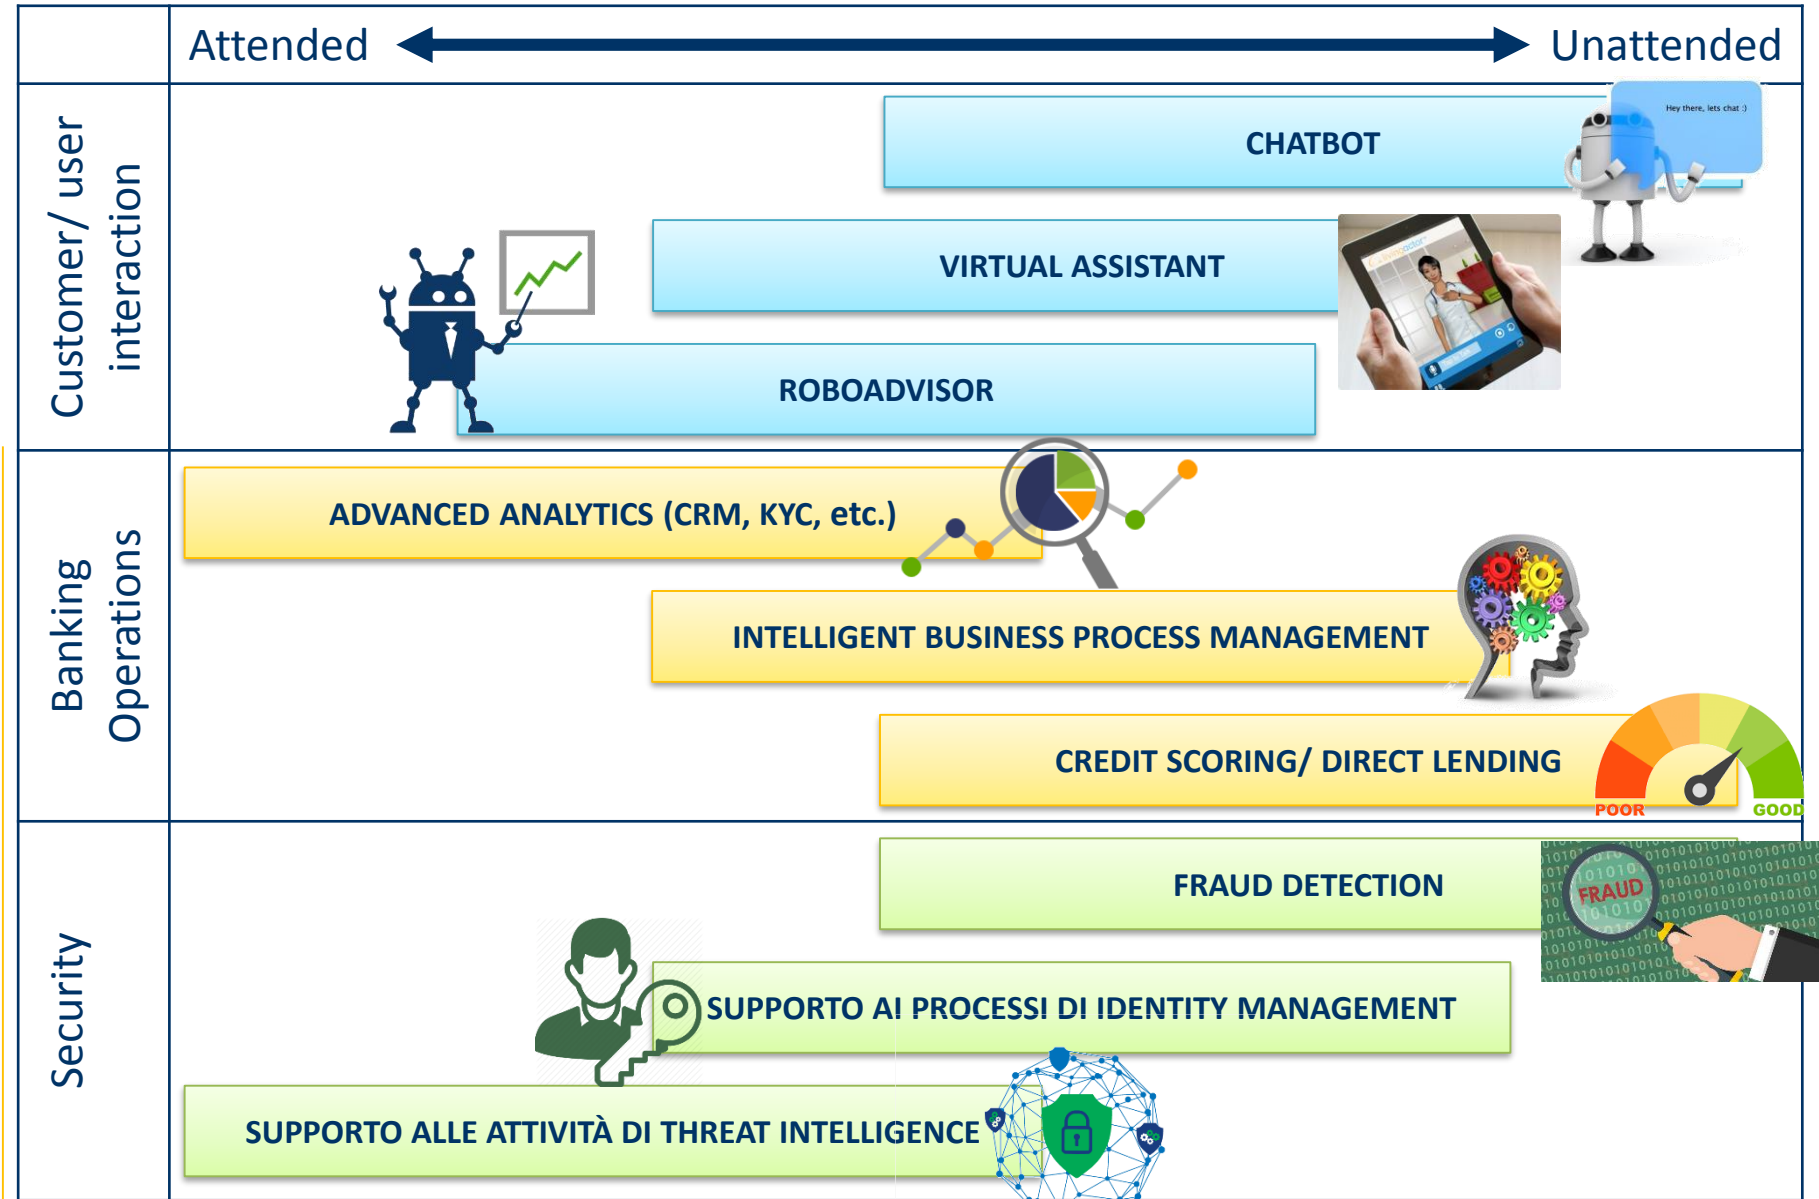 Attended
Unattended
Customer/ user
interaction
CHATBOT
Hey there, lets chat :)
VIRTUAL ASSISTANT
ROBOADVISOR
Banking
Operations
ADVANCED ANALYTICS (CRM, KYC, etc.)
INTELLIGENT BUSINESS PROCESS MANAGEMENT
CREDIT SCORING/ DIRECT LENDING
POOR
GOOD
Security
FRAUD DETECTION
FRAUD
SUPPORTO AI PROCESSI DI IDENTITY MANAGEMENT
SUPPORTO ALLE ATTIVITÀ DI THREAT INTELLIGENCE